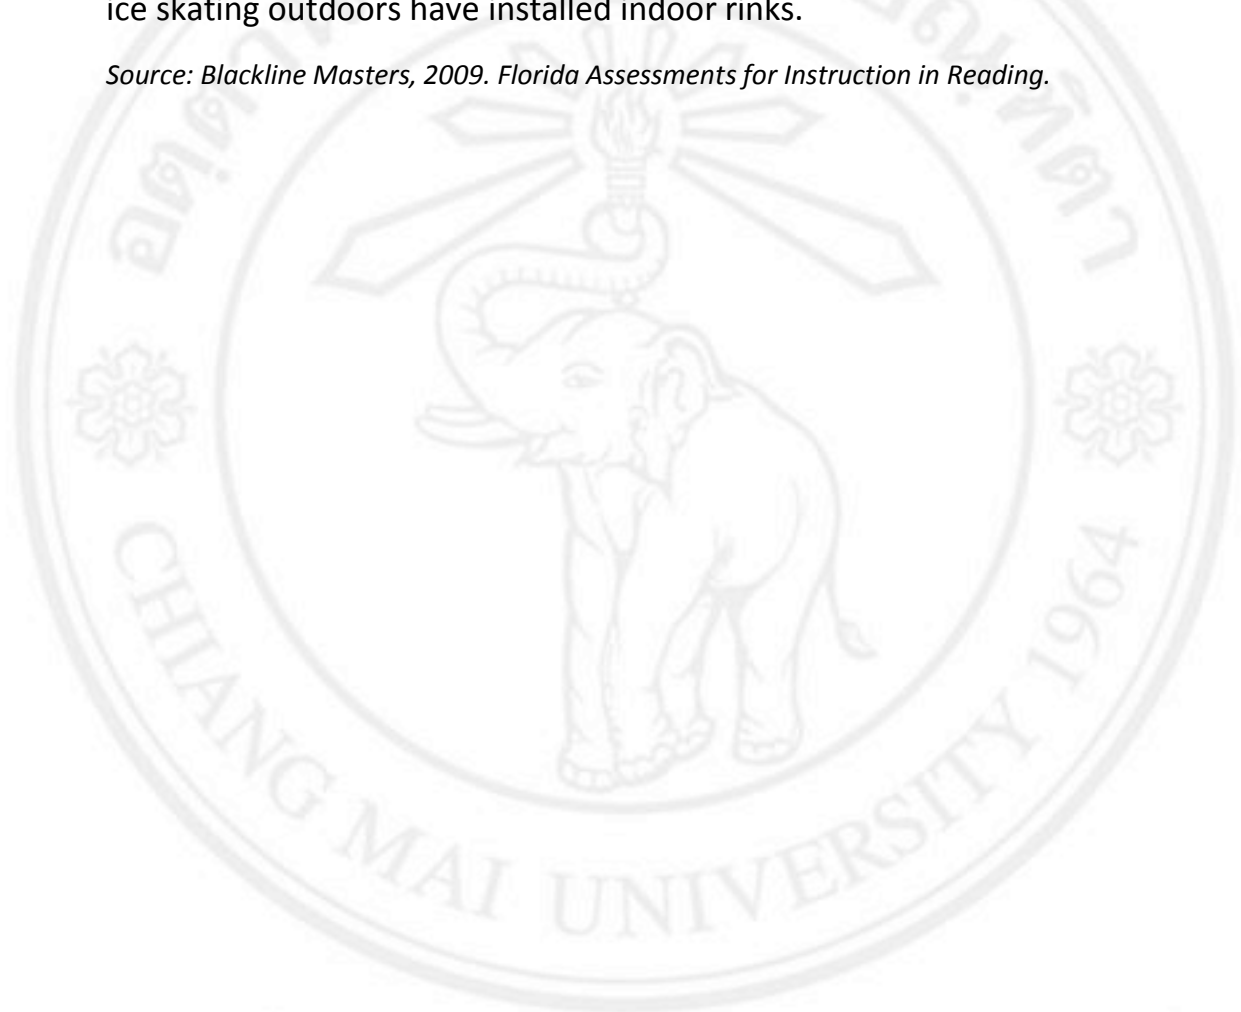 ice skating outdoors have installed indoor rinks.
Source: Blackline Masters, 2009. Florida Assessments for Instruction in Reading.
CHIANG MAI UNIVERSITY 1964